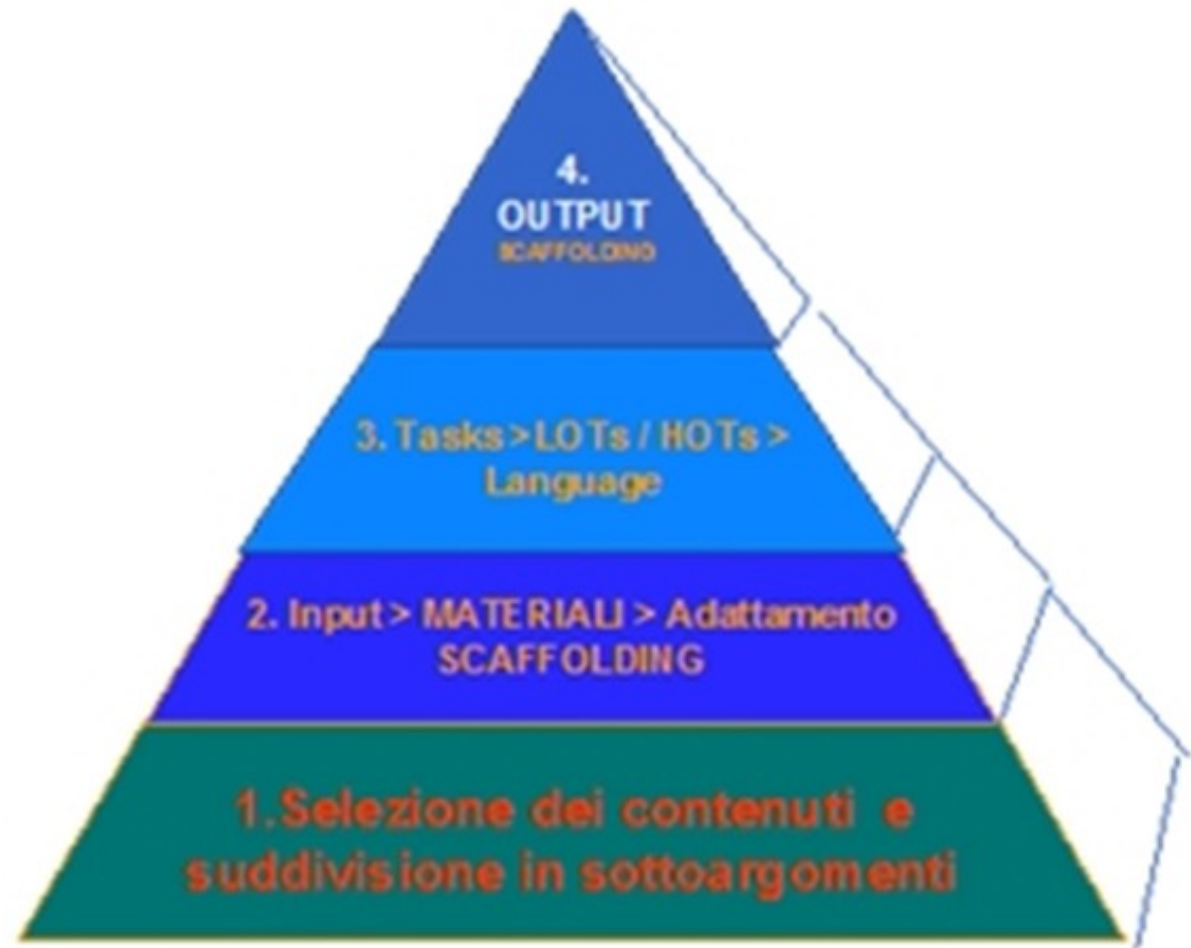 4.
OUTPUT
SCAFFOLDING
3. Tasks>LOTs / HOTs >
Language
2. Input > MATERIALI > Adattamento
SCAFFOLDING
1.Selezione dei contenuti e
suddivisione in sottoargomenti